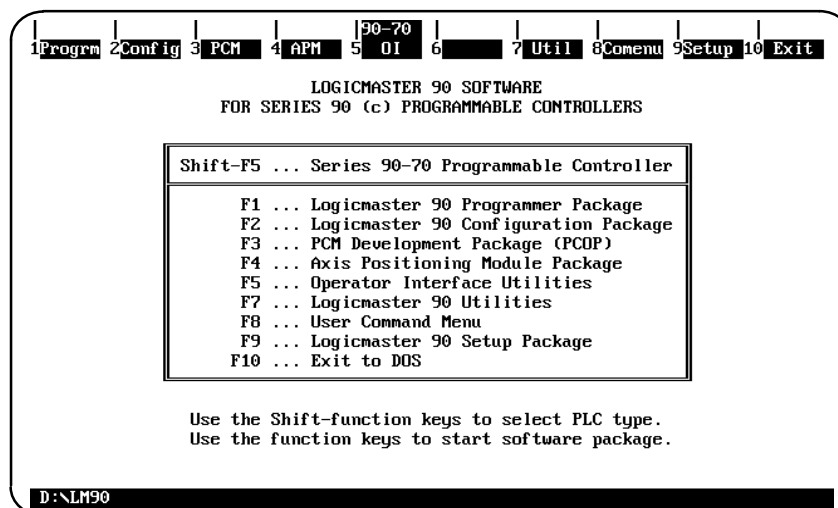 90-70
1Progrm 2Config 3 PCM 4 APM 5 OI 6 7 Util 8Comenu 9Setup 10 Exit
LOGICMASTER 90 SOFTWARE
FOR SERIES 90 (c) PROGRAMMABLE CONTROLLERS
Shift-F5 ... Series 90-70 Programmable Controller
F1 ... Logicmaster 90 Programmer Package
F2 ... Logicmaster 90 Configuration Package
F3 ... PCM Development Package (PCOP)
F4 ... Axis Positioning Module Package
F5 ... Operator Interface Utilities
F7 ... Logicmaster 90 Utilities
F8 ... User Command Menu
F9 ... Logicmaster 90 Setup Package
F10 ... Exit to DOS
Use the Shift-function keys to select PLC type.
Use the function keys to start software package.
D:\LM90